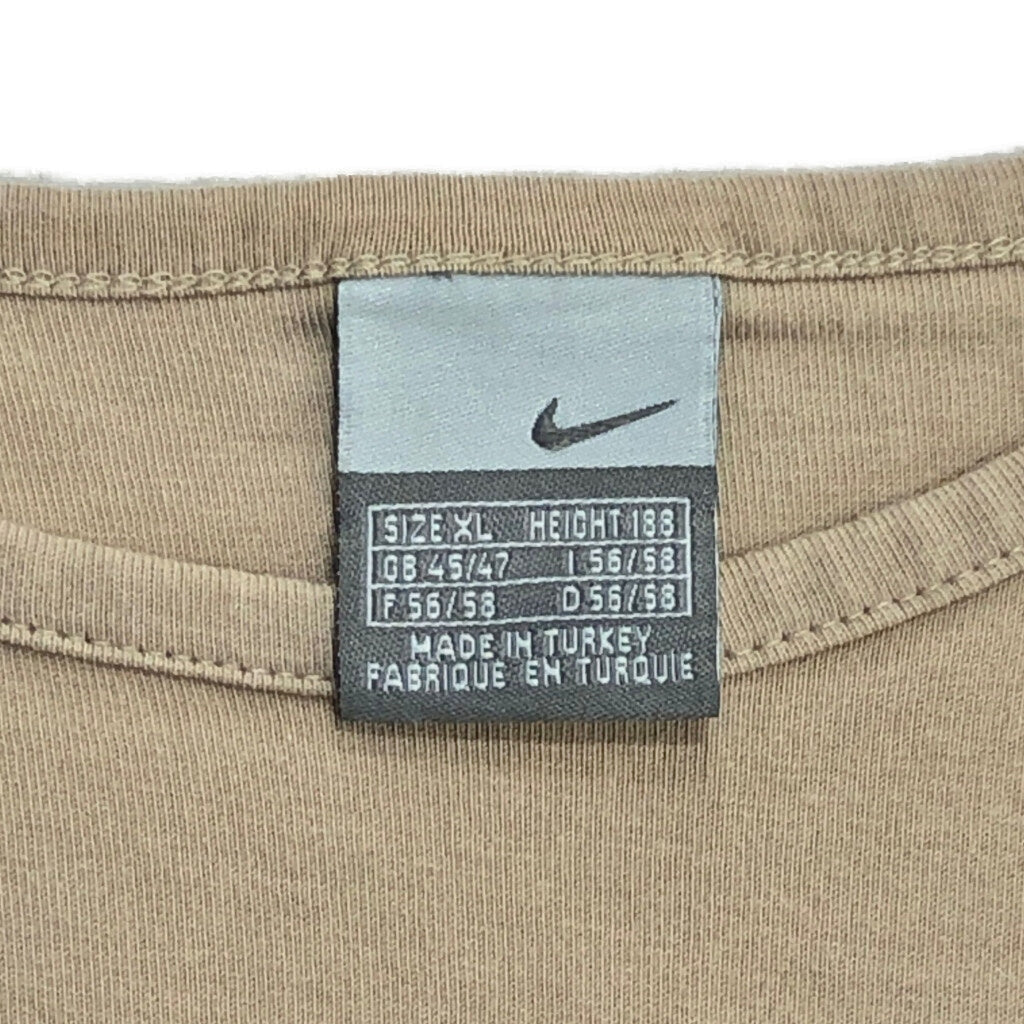 SIZE XL HEIGHT 188
GB 45/47 I 56/58
F 56/58 D 56/58
MADE IN TURKEY
FABRIQUE EN TURQUIE